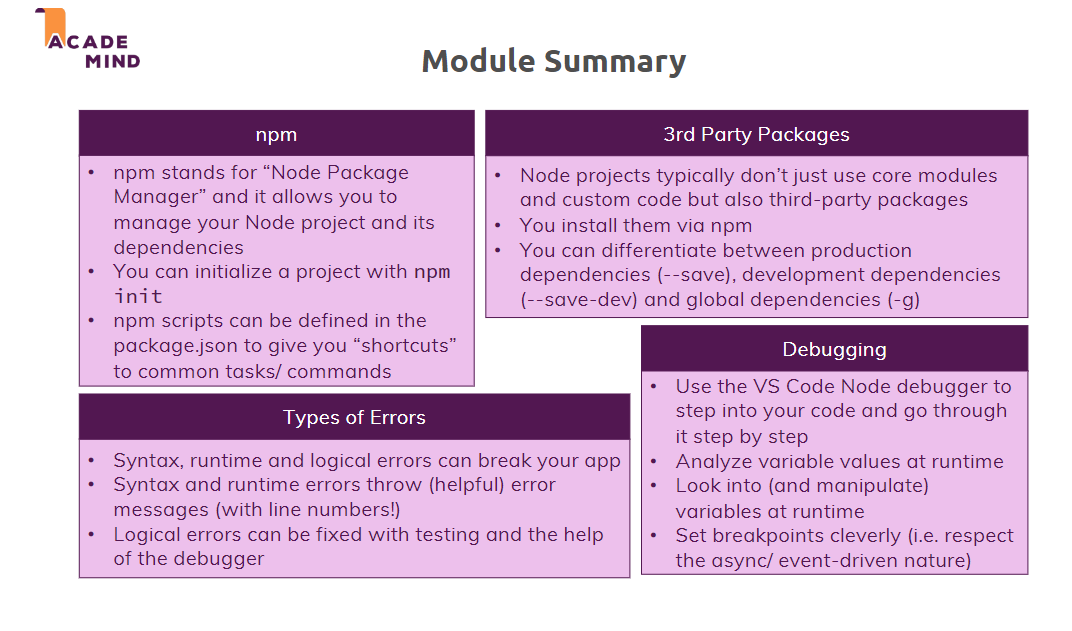 ACADE
MIND
Module Summary
npm
• npm stands for “Node Package
Manager” and it allows you to
manage your Node project and its
dependencies
• You can initialize a project with npm
init
• npm scripts can be defined in the
package.json to give you “shortcuts”
to common tasks/ commands
3rd Party Packages
• Node projects typically don’t just use core modules
and custom code but also third-party packages
• You install them via npm
• You can differentiate between production
dependencies (--save), development dependencies
(--save-dev) and global dependencies (-g)
Types of Errors
• Syntax, runtime and logical errors can break your app
• Syntax and runtime errors throw (helpful) error
messages (with line numbers!)
• Logical errors can be fixed with testing and the help
of the debugger
Debugging
• Use the VS Code Node debugger to
step into your code and go through
it step by step
• Analyze variable values at runtime
• Look into (and manipulate)
variables at runtime
• Set breakpoints cleverly (i.e. respect
the async/ event-driven nature)